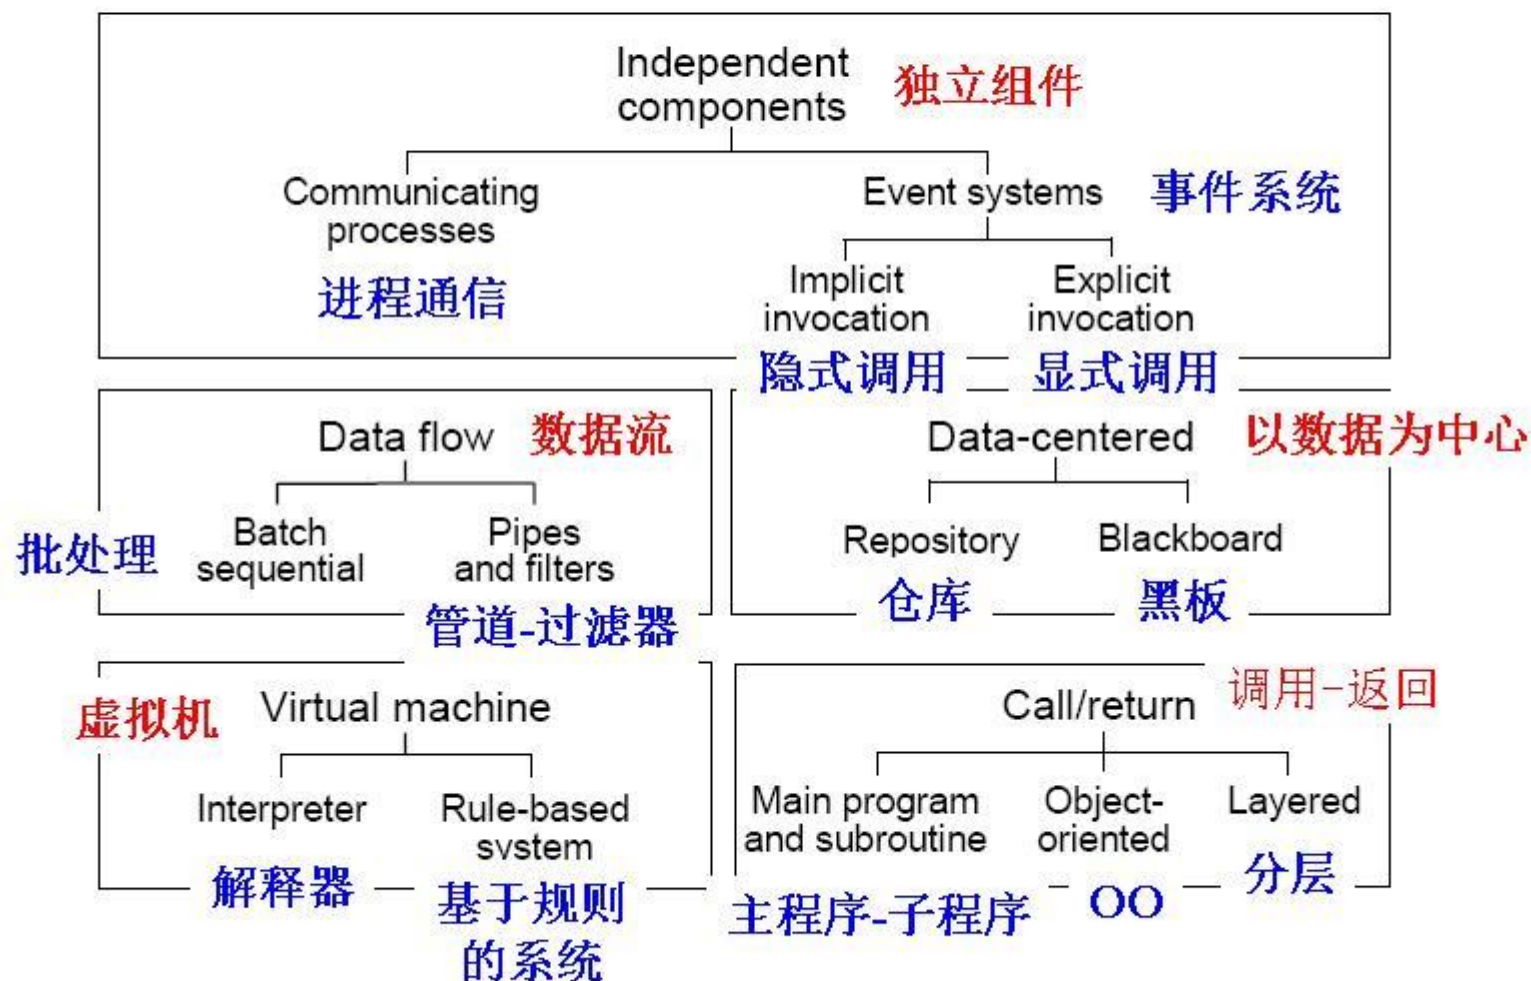 Independent
components
独立组件
Communicating
processes
进程通信
Event systems
事件系统
Implicit
invocation
隐式调用
Explicit
invocation
显式调用
Data flow
数据流
Batch
sequential
批处理
Pipes
and filters
管道-过滤器
Data-centered
以数据为中心
Repository
仓库
Blackboard
黑板
Virtual machine
虚拟机
Interpreter
解释器
Rule-based
system
基于规则
的系统
Call/return
调用-返回
Main program
and subroutine
主程序-子程序
Object-
oriented
OO
Layered
分层